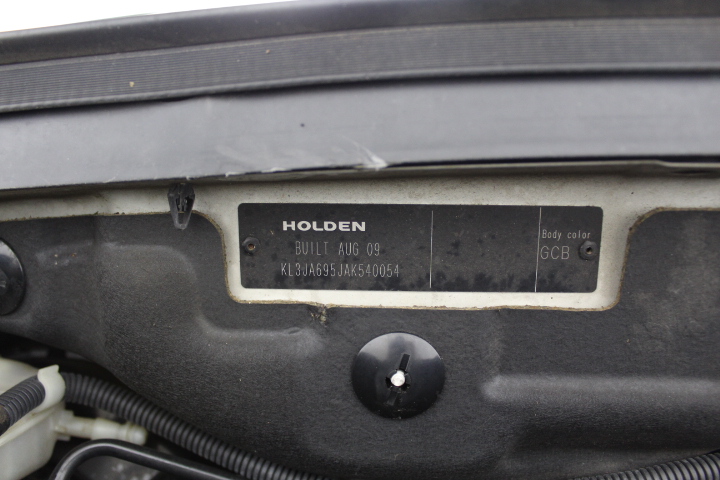 HOLDEN
BUILT AUG 09
KL3JA695JAK540054
Body color
GCB